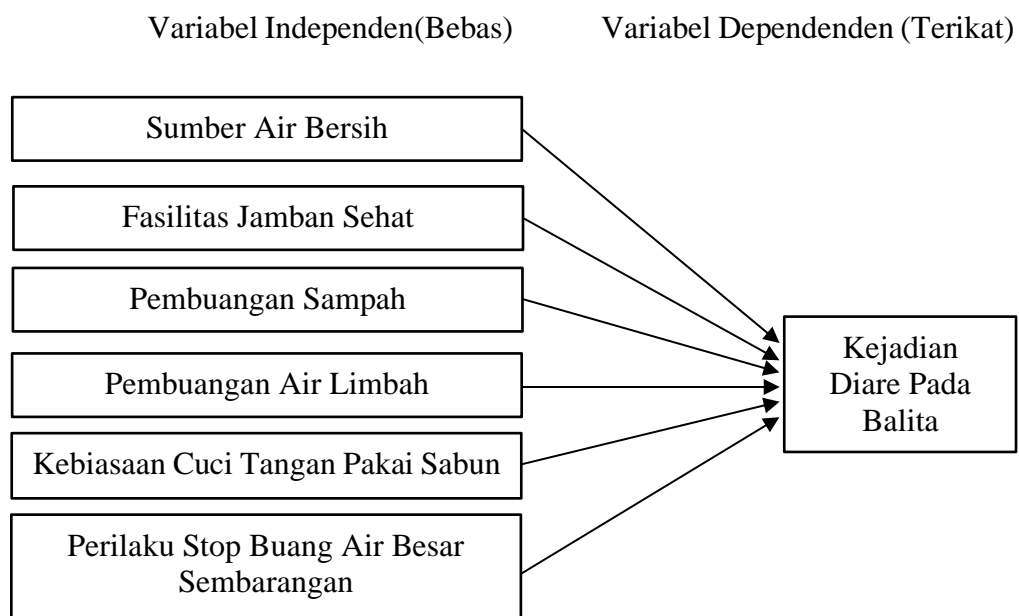 Variabel Independen(Bebas)
Variabel Dependenden (Terikat)
Sumber Air Bersih
Fasilitas Jamban Sehat
Pembuangan Sampah
Pembuangan Air Limbah
Kebiasaan Cuci Tangan Pakai Sabun
Perilaku Stop Buang Air Besar
Sembarangan
Kejadian
Diare Pada
Balita